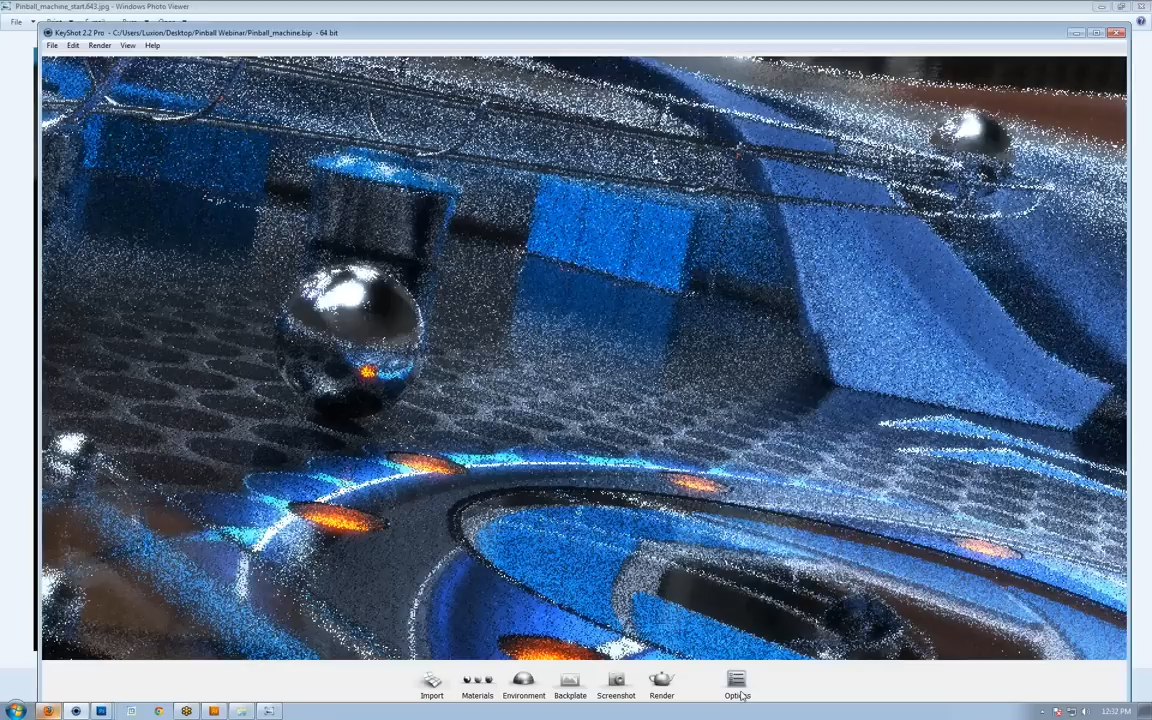 Pinball_machine_start.643.jpg - Windows Photo Viewer
File
KeyShot 2.2 Pro - C:/Users/Luxion/Desktop/Pinball Webinar/Pinball_machine.bip - 64 bit
File Edit Render View Help
Import Materials Environment Backplate Screenshot Render Options
12:32 PM